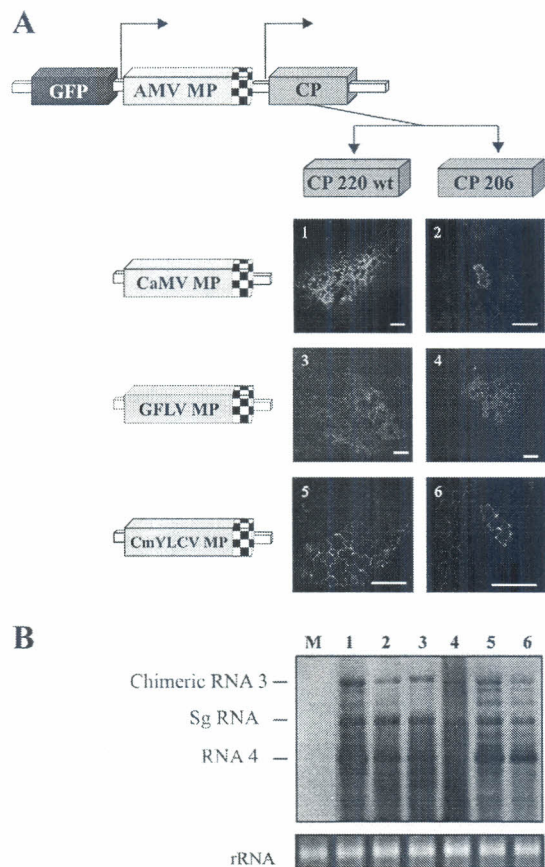 A
GFP
AMV MP
CP
CP 220 wt
CP 206
1
2
CaMV MP
3
4
GFLV MP
5
6
CmYLCV MP
B
M 1 2 3 4 5 6
Chimeric RNA 3
Sg RNA
RNA 4
rRNA